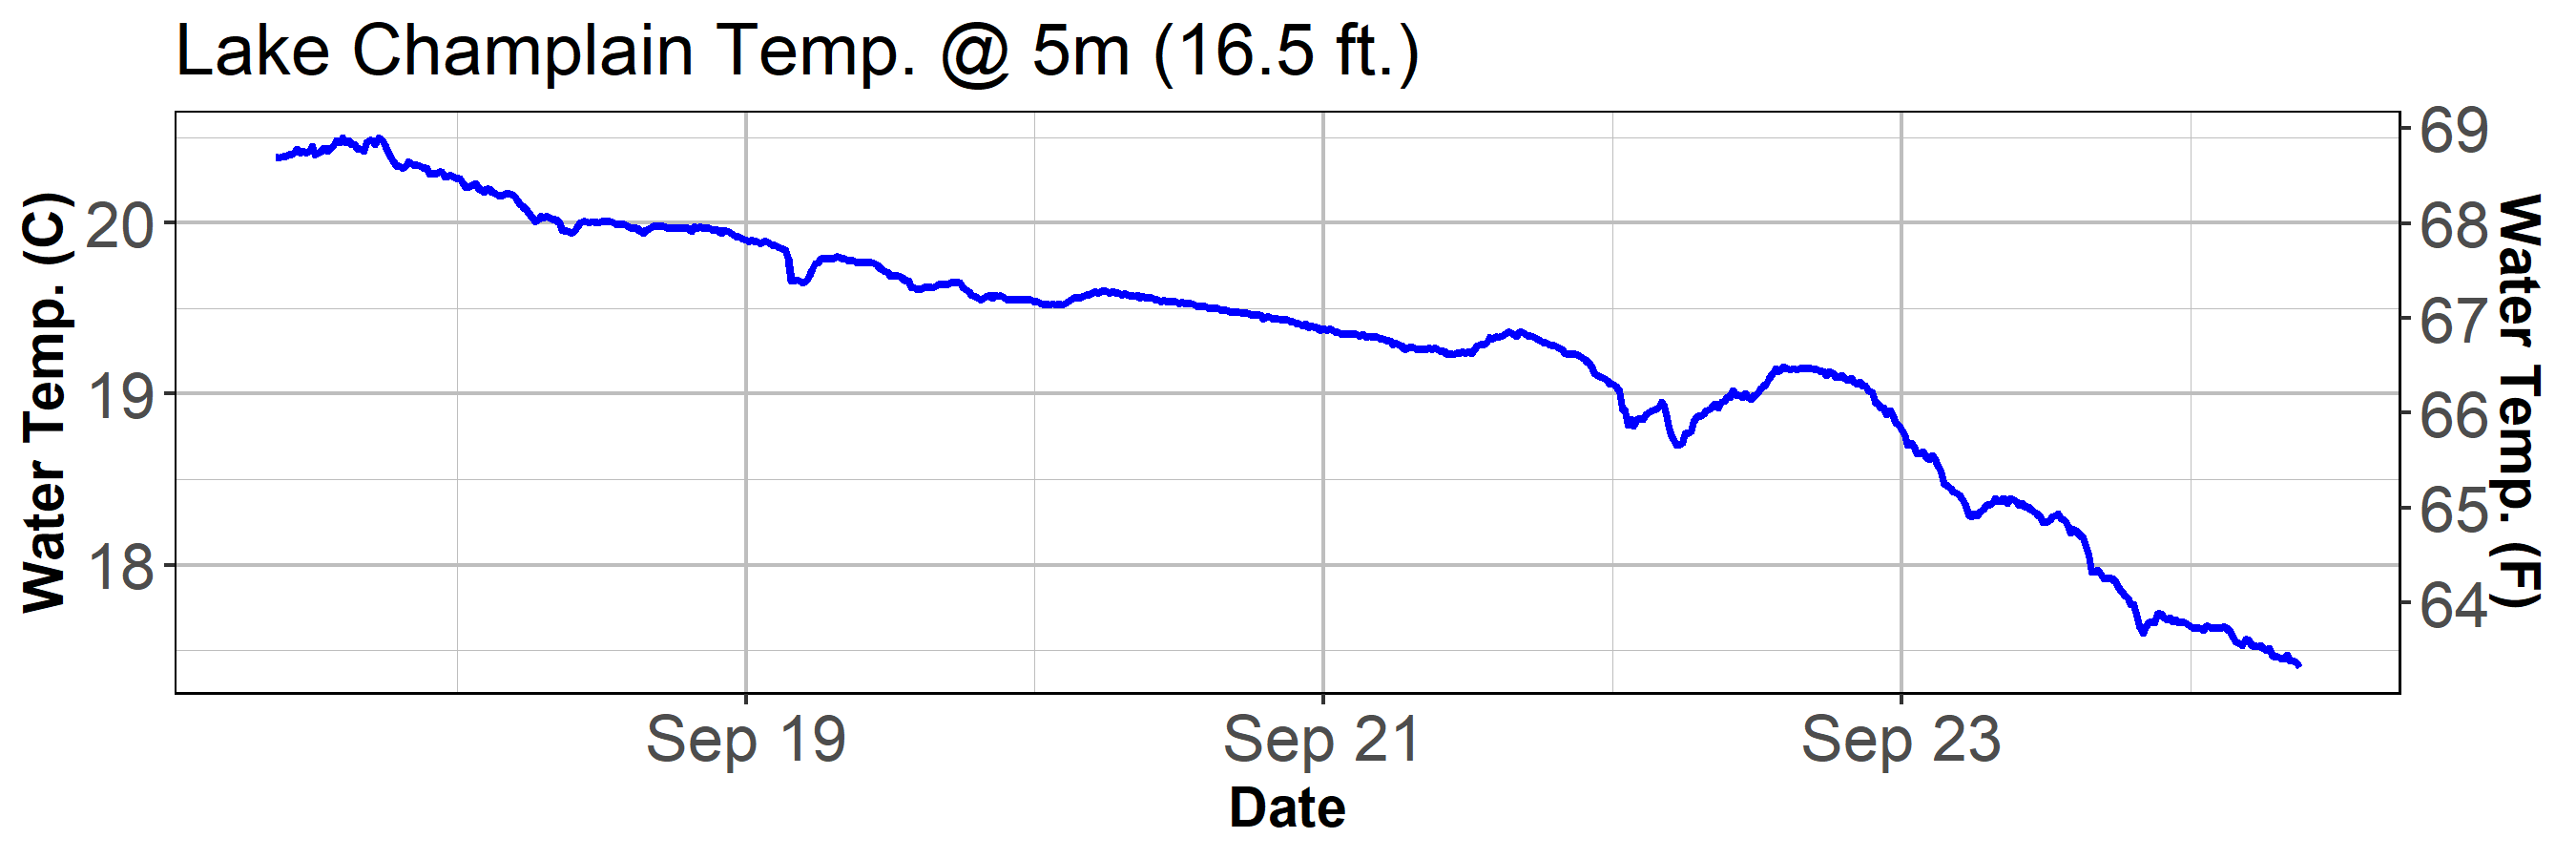 Lake Champlain Temp. @ 5m (16.5 ft.)
Water Temp. (C)
20
19
18
69
68
67
66
65
64
Water Temp. (F)
Sep 19
Sep 21
Sep 23
Date